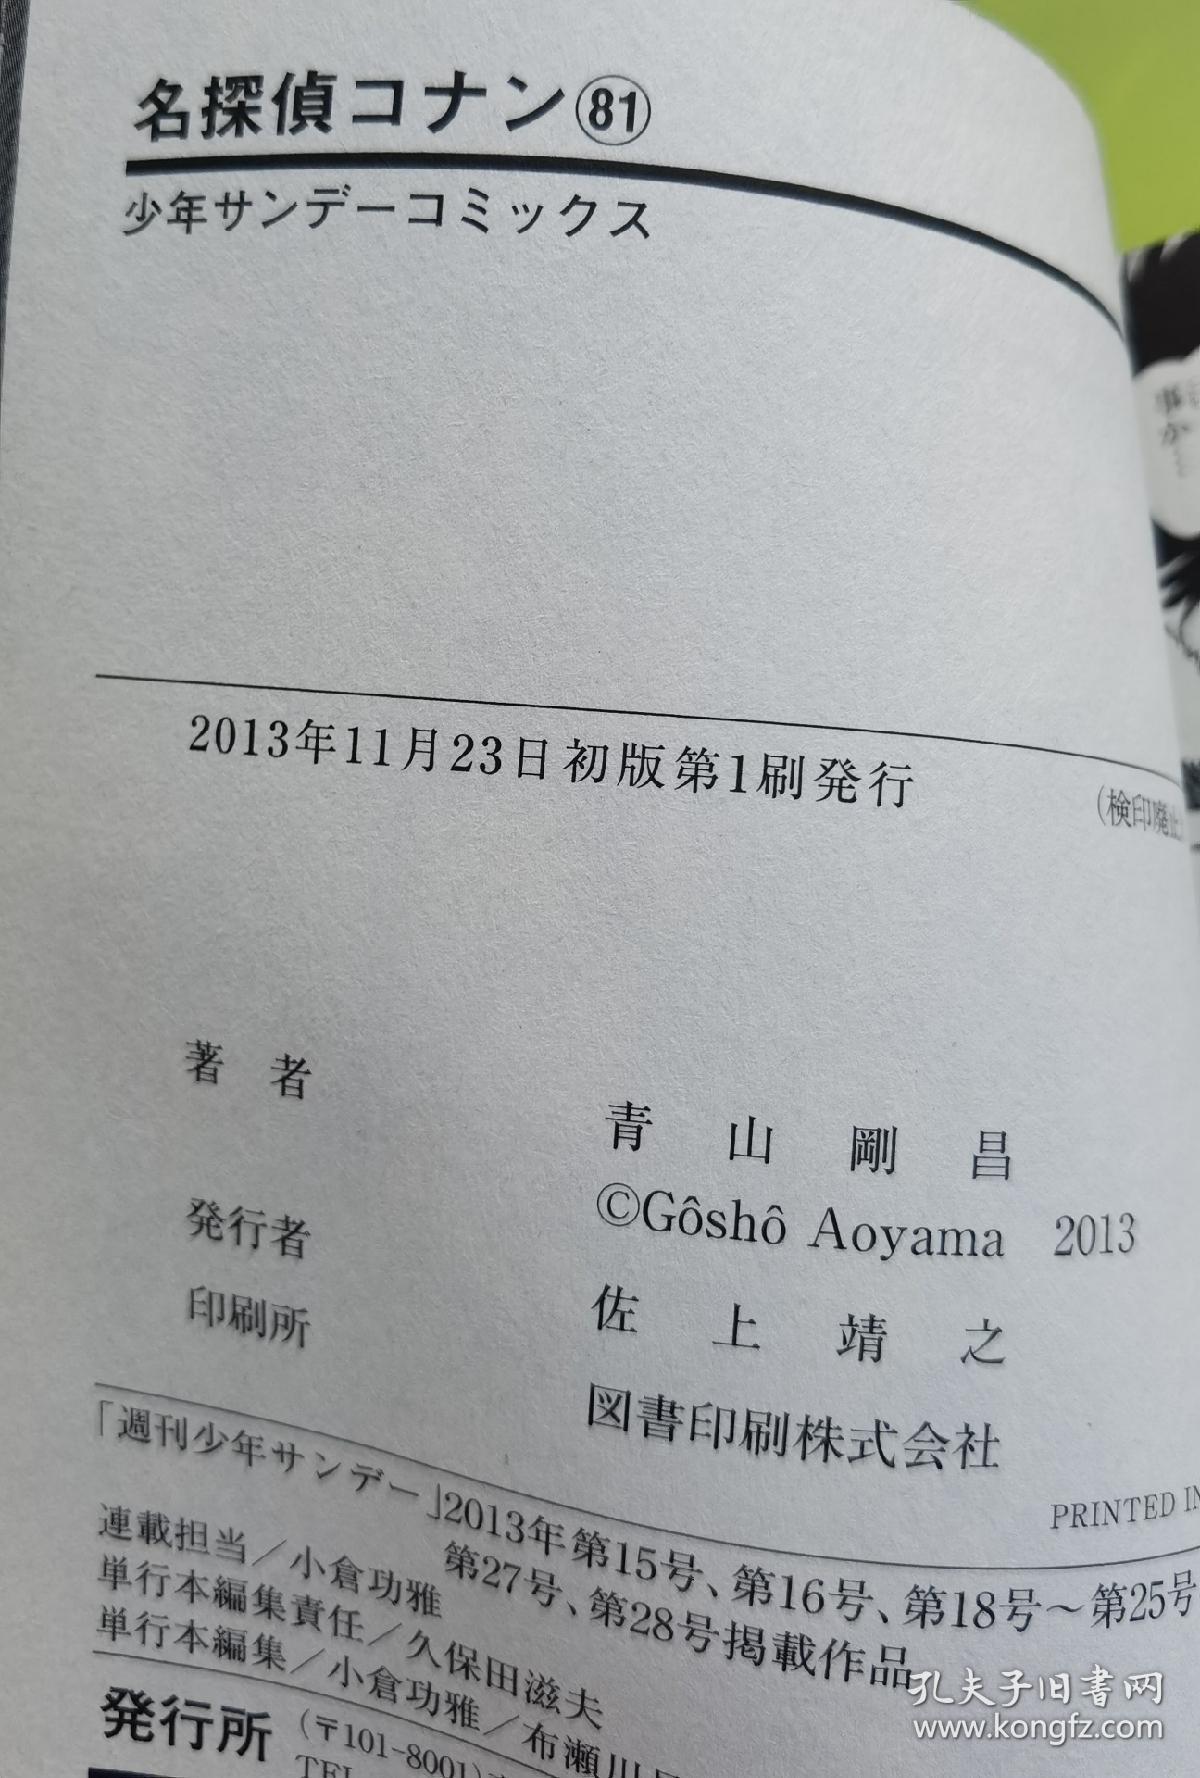 名探偵コナン81
少年サンデーコミックス
2013年11月23日初版第1刷発行
(検印廃止)
著者
青山剛昌
©Gôshô Aoyama 2013
発行者
佐上靖之
印刷所
図書印刷株式会社
PRINTED IN
「週刊少年サンデー」2013年第15号、第16号、第18号～第25号
第27号、第28号掲載作品
連載担当／小倉功雅
単行本編集責任／久保田滋夫
単行本編集／小倉功雅／布瀬川
発行所
(〒101-8001)
TEL
事か…
孔夫子旧书网
www.kongfz.com